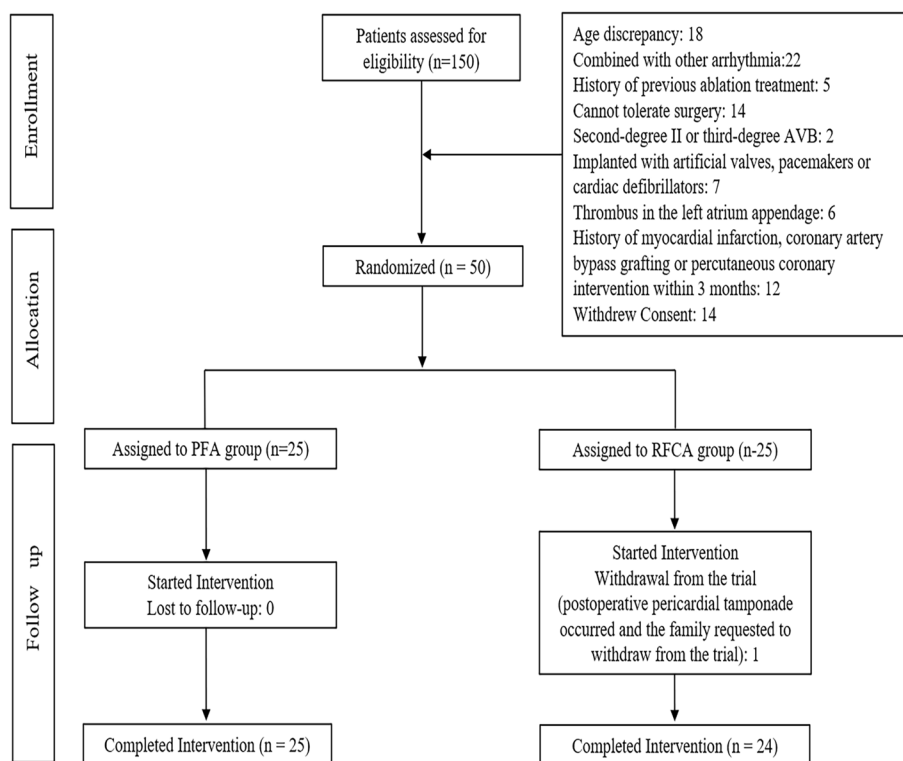 Enrollment
Patients assessed for
eligibility (n=150)
Age discrepancy: 18
Combined with other arrhythmia:22
History of previous ablation treatment: 5
Cannot tolerate surgery: 14
Second-degree II or third-degree AVB: 2
Implanted with artificial valves, pacemakers or
cardiac defibrillators: 7
Thrombus in the left atrium appendage: 6
History of myocardial infarction, coronary artery
bypass grafting or percutaneous coronary
intervention within 3 months: 12
Withdrew Consent: 14
Allocation
Randomized (n = 50)
Assigned to PFA group (n=25)
Assigned to RFCA group (n-25)
Follow up
Started Intervention
Lost to follow-up: 0
Started Intervention
Withdrawal from the trial
(postoperative pericardial tamponade
occurred and the family requested to
withdraw from the trial): 1
Completed Intervention (n = 25)
Completed Intervention (n = 24)